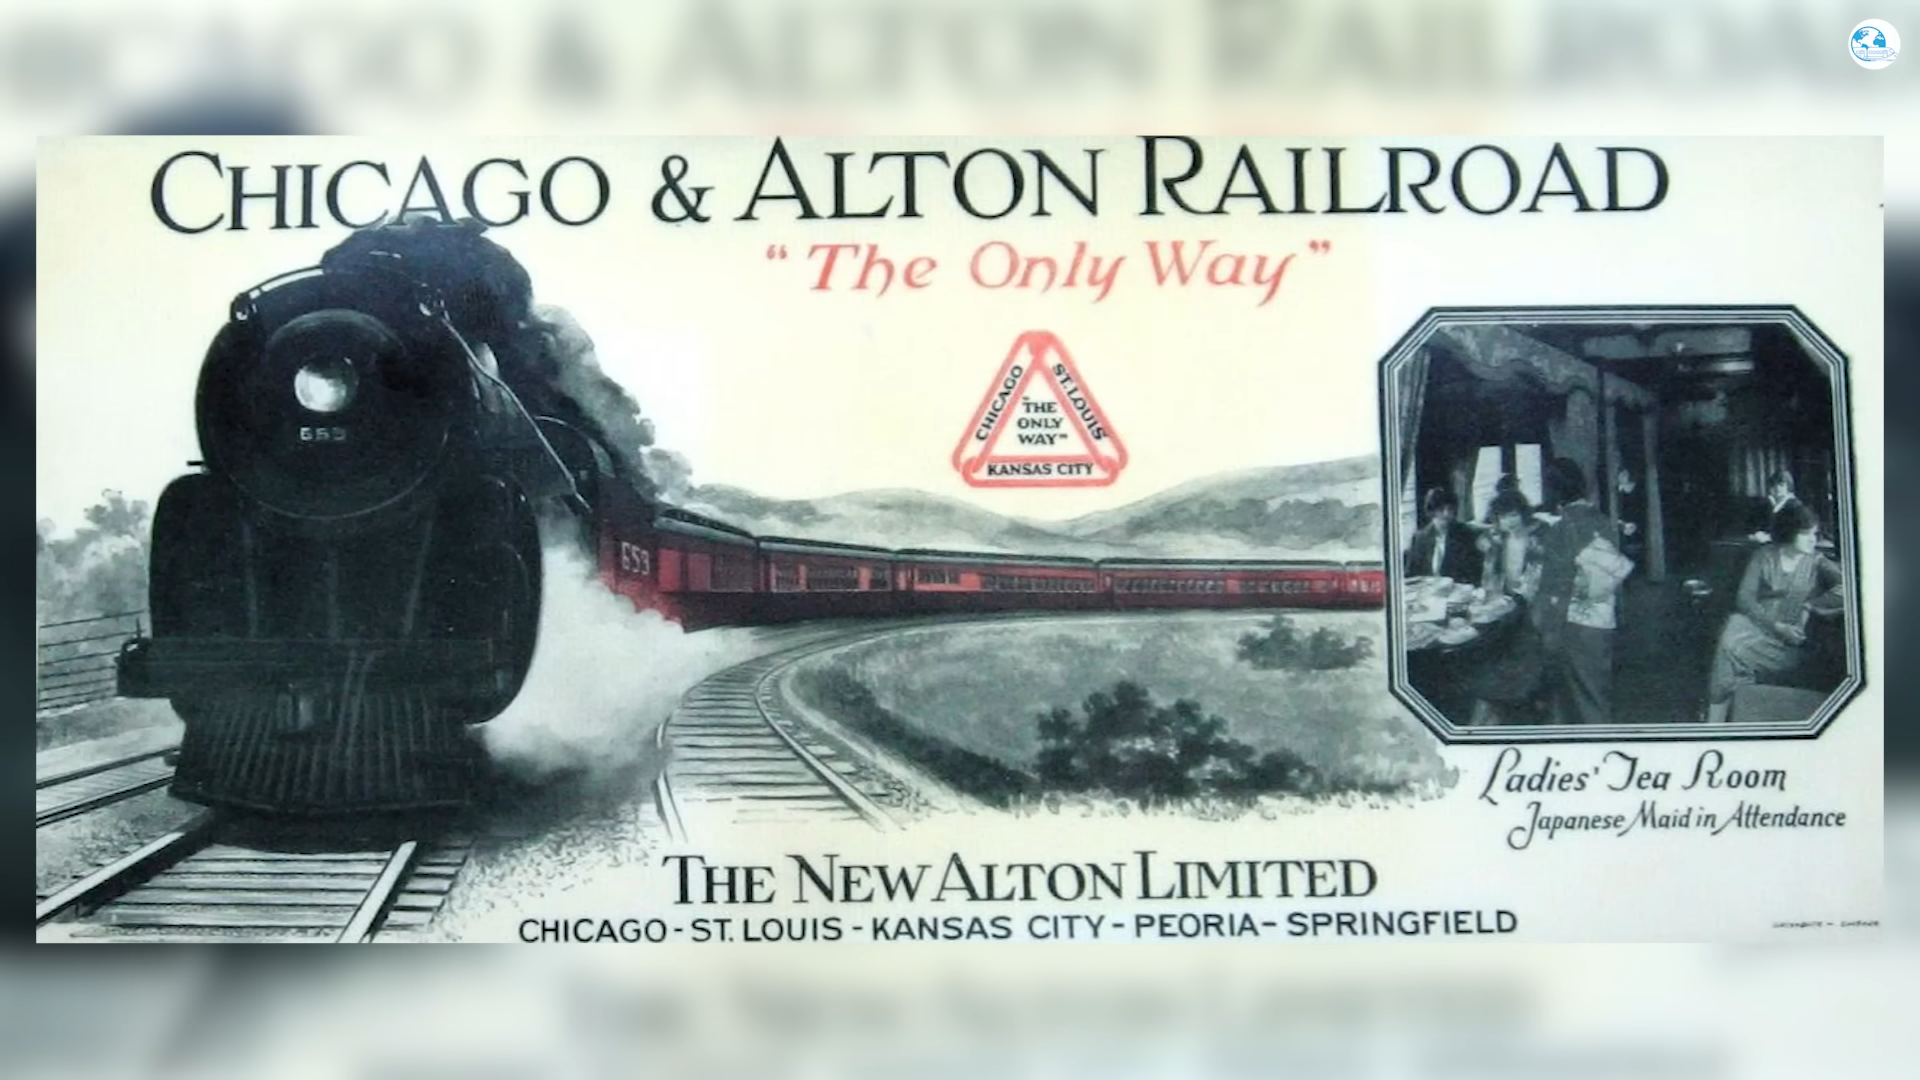 CHICAGO & ALTON RAILROAD
"The Only Way"
CHICAGO
ST. LOUIS
"THE
ONLY
WAY"
KANSAS CITY
653
653
Ladies' Tea Room
Japanese Maid in Attendance
THE NEW ALTON LIMITED
CHICAGO - ST. LOUIS - KANSAS CITY - PEORIA - SPRINGFIELD